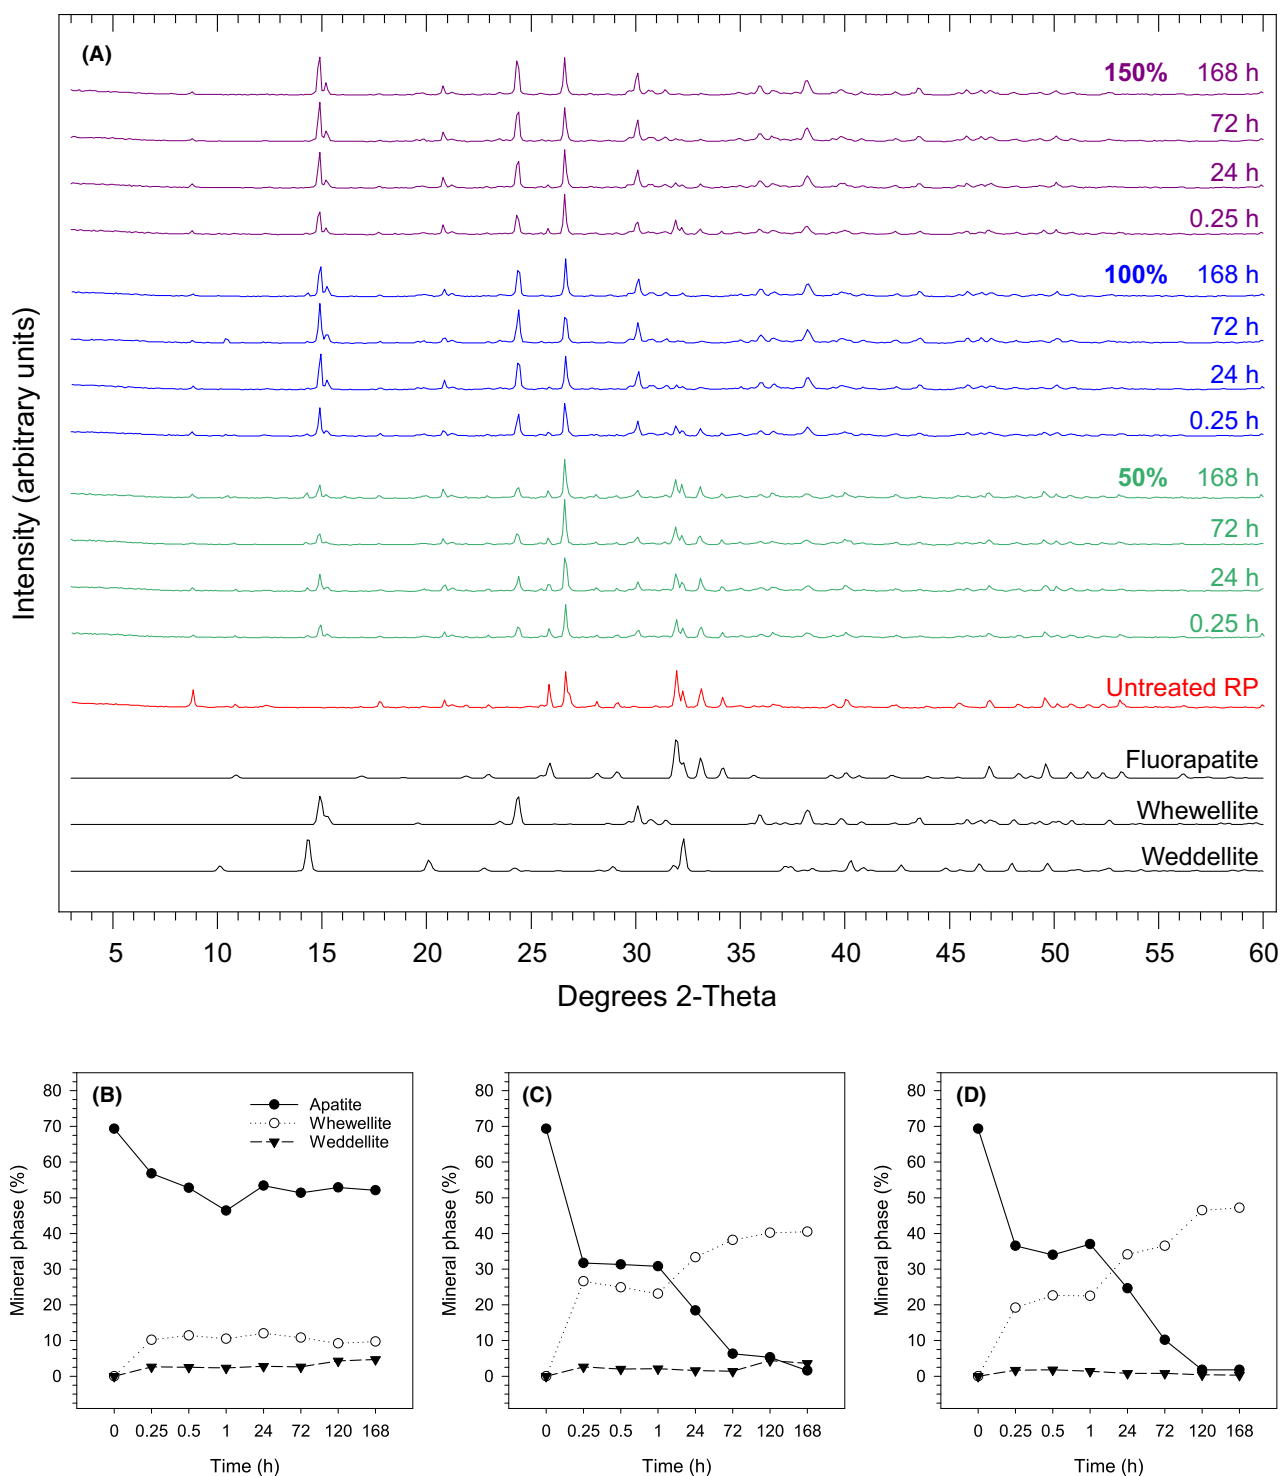 (A)
150% 168 h
72 h
24 h
0.25 h
100% 168 h
72 h
24 h
0.25 h
50% 168 h
72 h
24 h
0.25 h
Untreated RP
Fluorapatite
Whewellite
Weddellite
Intensity (arbitrary units)
5 10 15 20 25 30 35 40 45 50 55 60
Degrees 2-Theta
(B)
Apatite
Whewellite
Weddellite
Mineral phase (%)
80
70
60
50
40
30
20
10
0
0 0.25 0.5 1 24 72 120 168
Time (h)
(C)
Mineral phase (%)
80
70
60
50
40
30
20
10
0
0 0.25 0.5 1 24 72 120 168
Time (h)
(D)
Mineral phase (%)
80
70
60
50
40
30
20
10
0
0 0.25 0.5 1 24 72 120 168
Time (h)